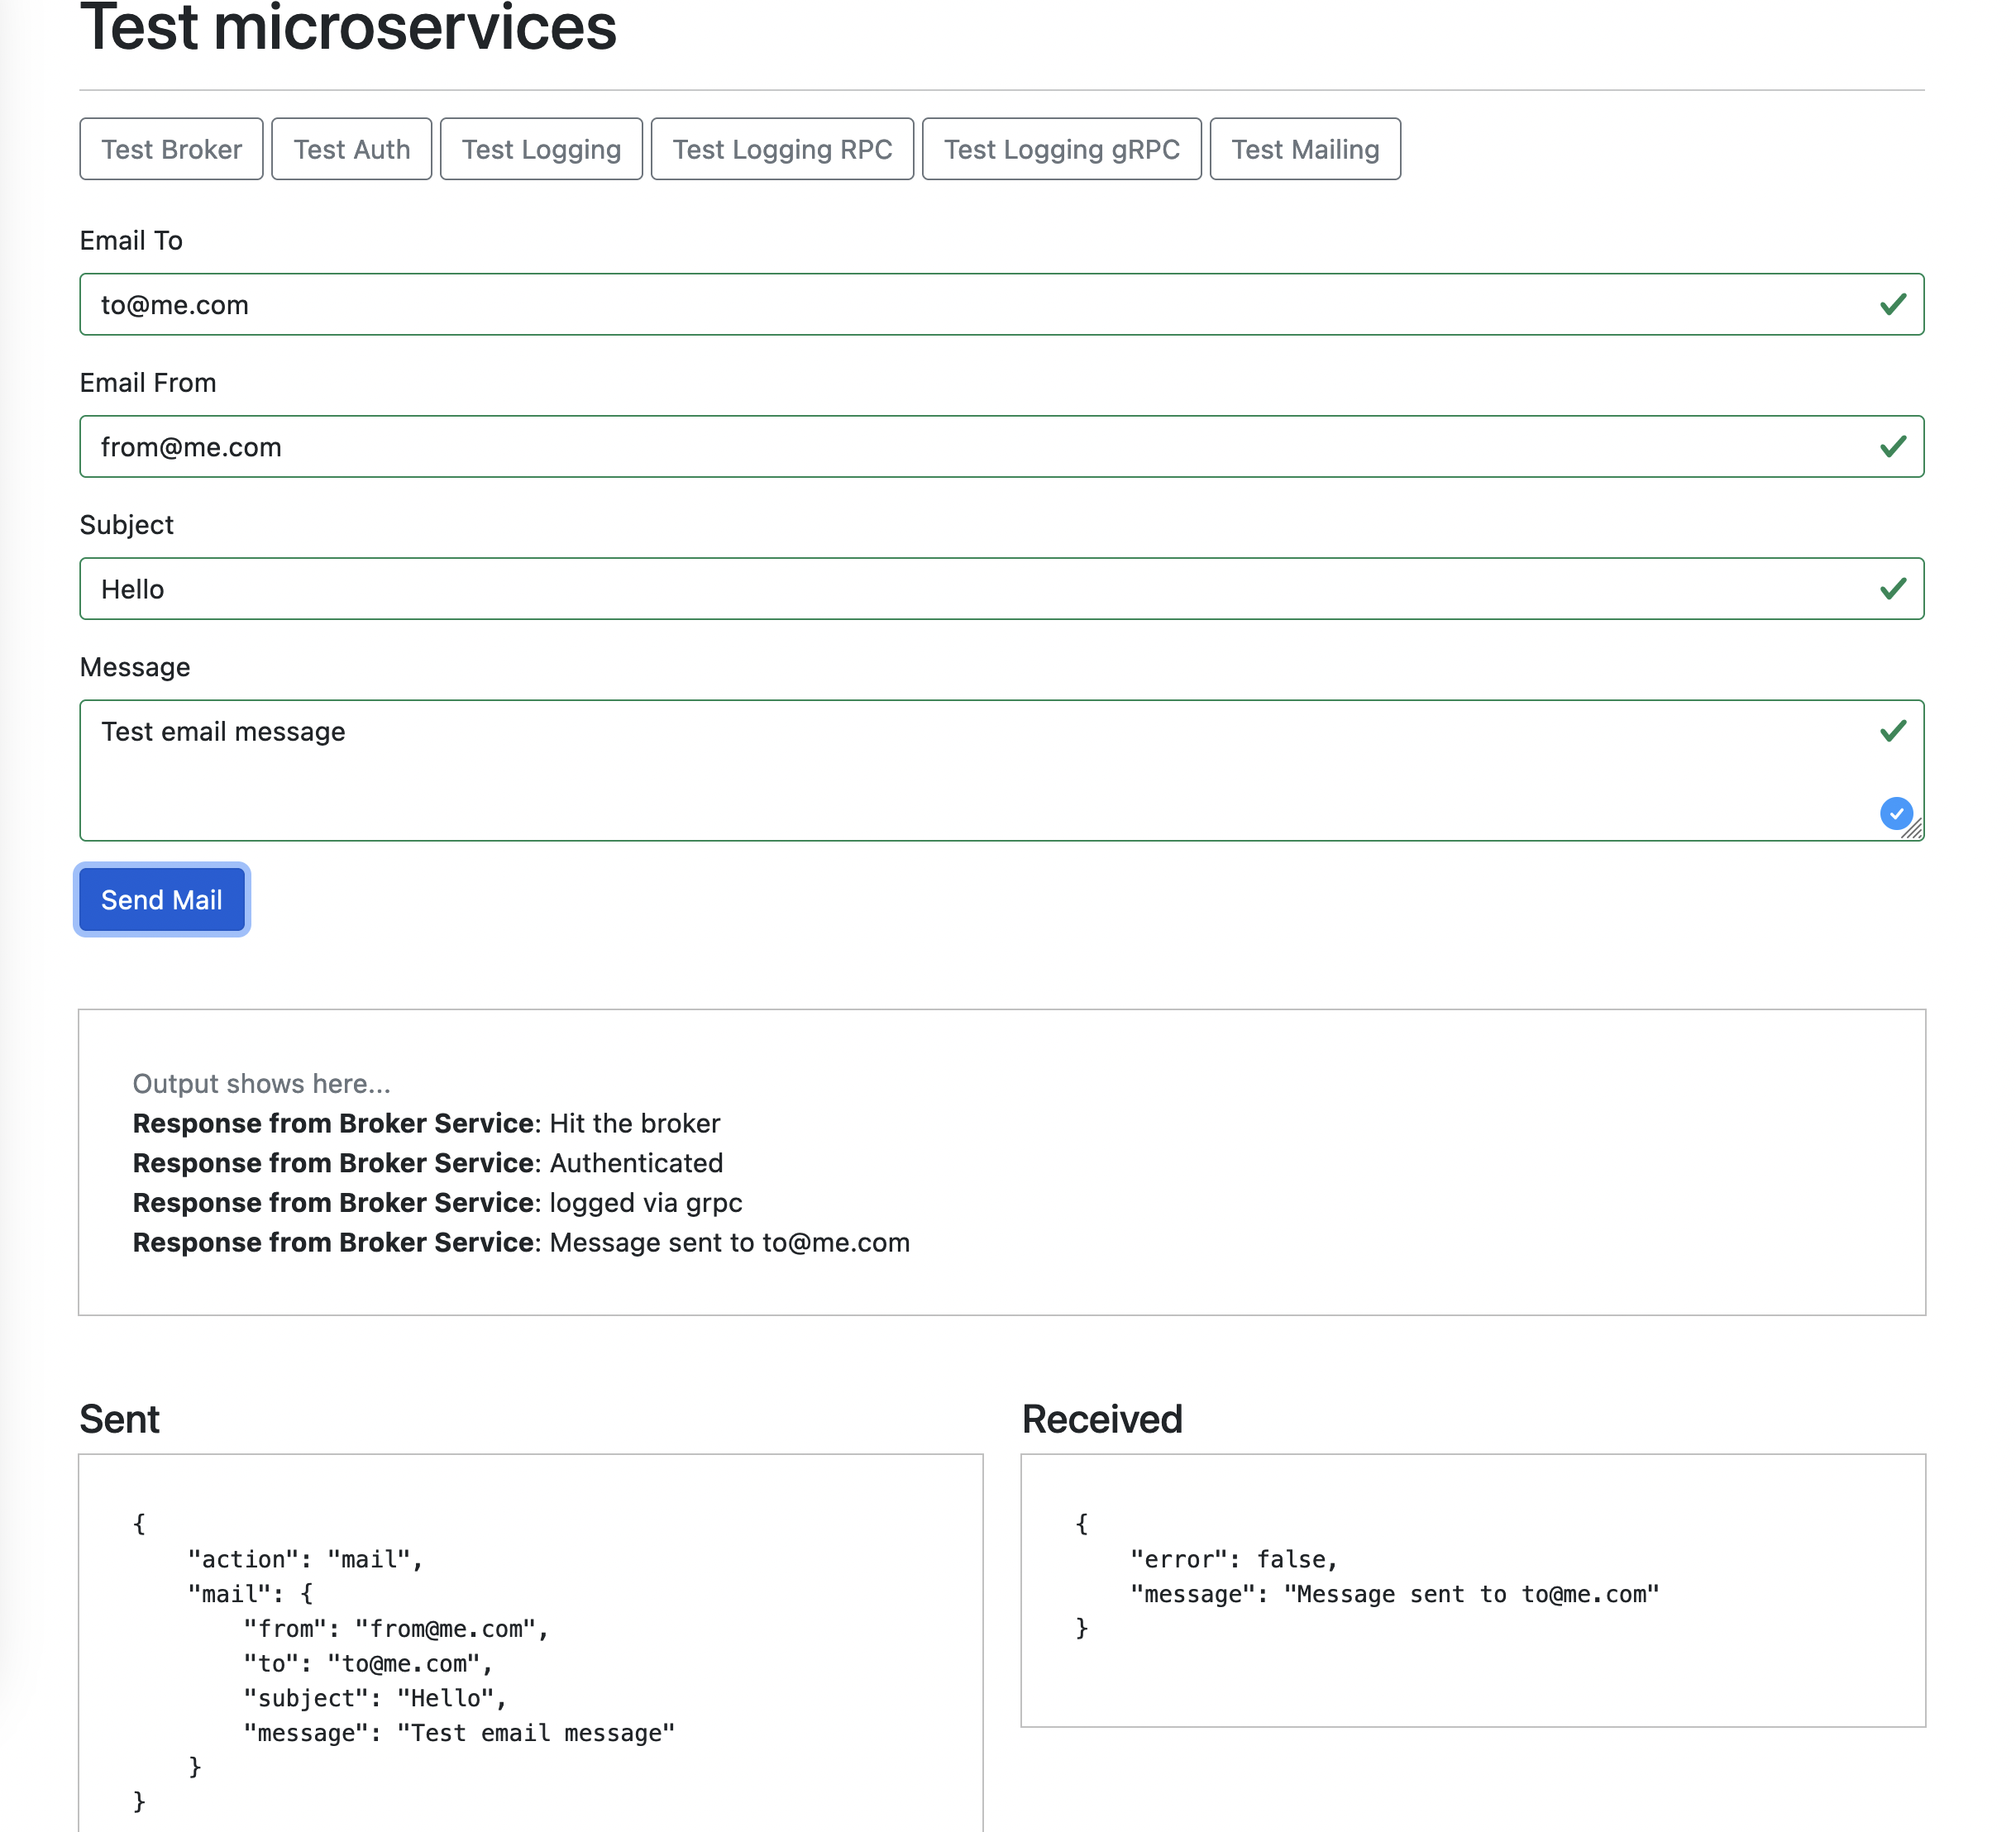 Test microservices
Test Broker Test Auth Test Logging Test Logging RPC Test Logging gRPC Test Mailing
Email To
to@me.com
Email From
from@me.com
Subject
Hello
Message
Test email message
Send Mail
Output shows here...
Response from Broker Service: Hit the broker
Response from Broker Service: Authenticated
Response from Broker Service: logged via grpc
Response from Broker Service: Message sent to to@me.com
Sent
{
    "action": "mail",
    "mail": {
        "from": "from@me.com",
        "to": "to@me.com",
        "subject": "Hello",
        "message": "Test email message"
    }
}
Received
{
    "error": false,
    "message": "Message sent to to@me.com"
}